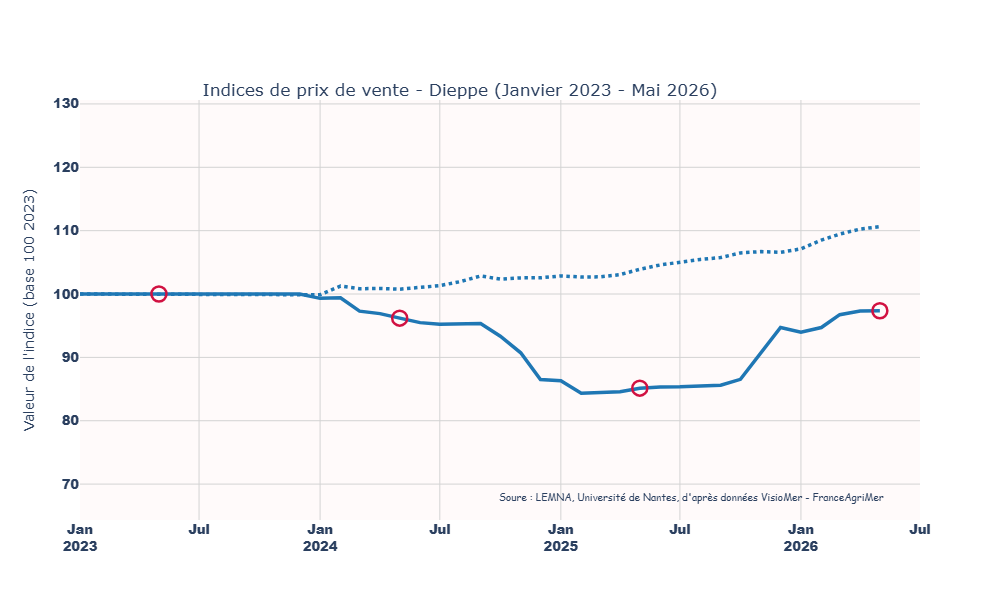 Indices de prix de vente - Dieppe (Janvier 2023 - Mai 2026)
Valeur de l'indice (base 100 2023)
130
120
110
100
90
80
70
Soure : LEMNA, Université de Nantes, d'après données VisioMer - FranceAgriMer
Jan
2023
Jul
Jan
2024
Jul
Jan
2025
Jul
Jan
2026
Jul